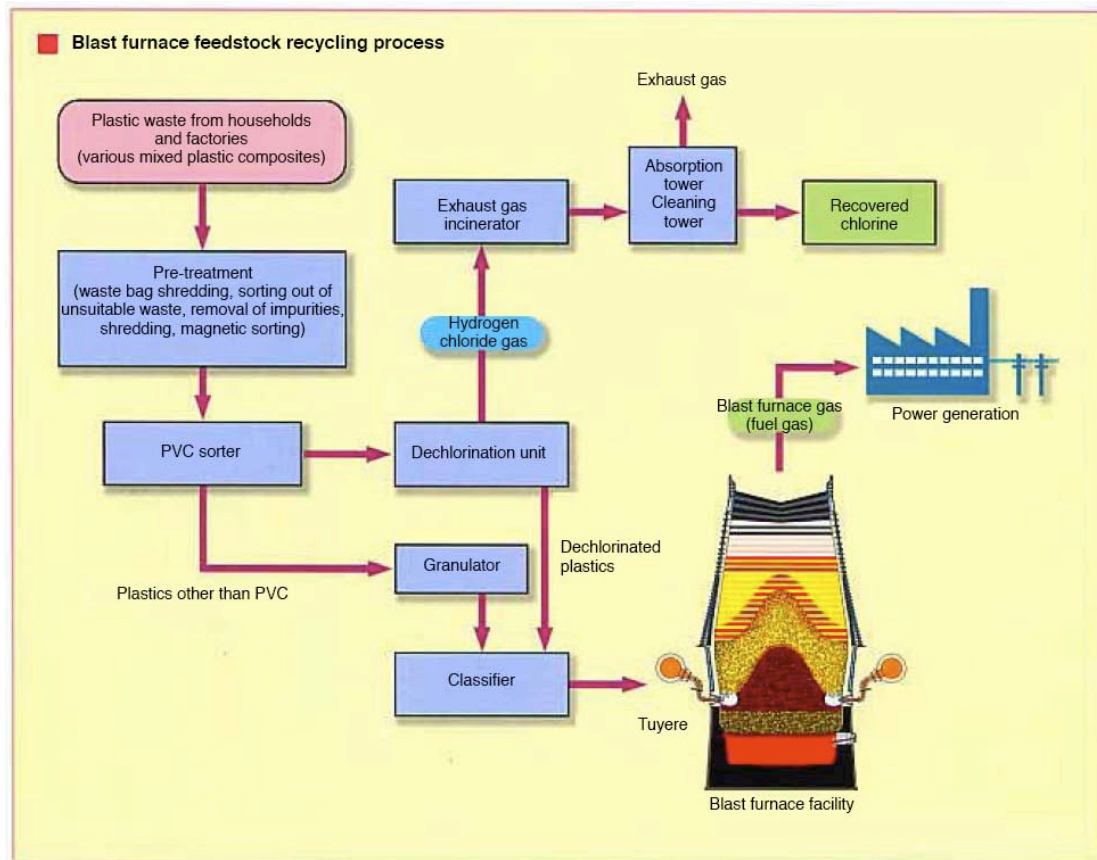 Blast furnace feedstock recycling process
Plastic waste from households
and factories
(various mixed plastic composites)
Pre-treatment
(waste bag shredding, sorting out of
unsuitable waste, removal of impurities,
shredding, magnetic sorting)
PVC sorter
Plastics other than PVC
Dechlorination unit
Hydrogen
chloride gas
Exhaust gas
incinerator
Absorption
tower
Cleaning
tower
Exhaust gas
Recovered
chlorine
Granulator
Dechlorinated
plastics
Classifier
Tuyere
Blast furnace gas
(fuel gas)
Power generation
Blast furnace facility